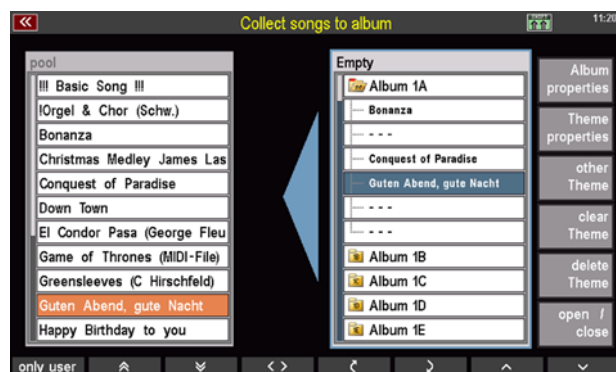 Collect songs to album
11:20
pool
!!! Basic Song !!!
!Orgel & Chor (Schw.)
Bonanza
Christmas Medley James Las
Conquest of Paradise
Down Town
El Condor Pasa (George Fleu
Game of Thrones (MIDI-File)
Greensleeves (C Hirschfeld)
Guten Abend, gute Nacht
Happy Birthday to you
Empty
Album 1A
Bonanza
- - -
Conquest of Paradise
Guten Abend, gute Nacht
- - -
- - -
Album 1B
Album 1C
Album 1D
Album 1E
Album
properties
Theme
properties
other
Theme
clear
Theme
delete
Theme
open /
close
only user